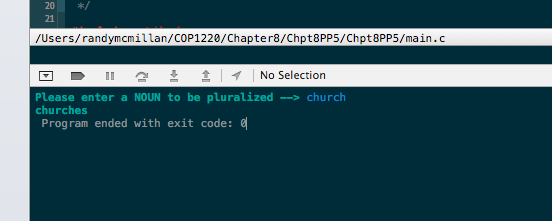 20 */
21
/Users/randymcmillan/COP1220/Chapter8/Chpt8PP5/Chpt8PP5/main.c
No Selection
Please enter a NOUN to be pluralized --> church
churches
Program ended with exit code: 0